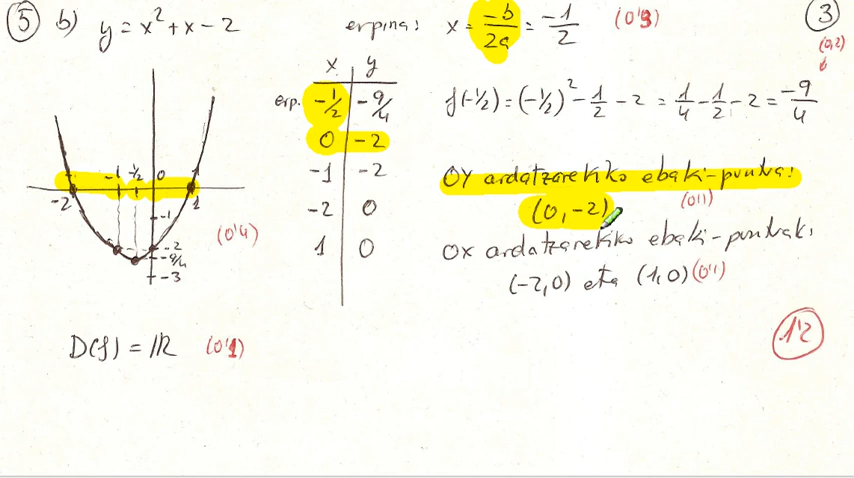 5 b) y = x² + x - 2
erpina: x = -b/2a = -1/2 (0'3)
3
(0,2)
x y
erp. -1/2 -9/4
0 -2
-1 -2
-2 0
1 0
f(-1/2) = (-1/2)² - 1/2 - 2 = 1/4 - 1/2 - 2 = -9/4
OY ardatzarekiko ebaki-puntua:
(0, -2) (0'1)
OX ardatzarekiko ebaki-puntuak:
(-2,0) eta (1,0) (0'1)
-2 -1 -1/2 0 1
-1
-2
-9/4
-3
(0'4)
D(f) = ℝ (0'1)
1'2